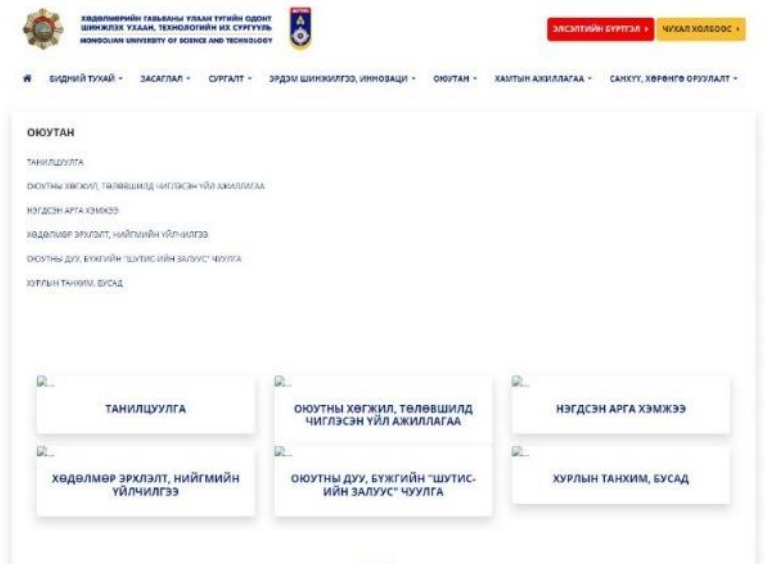 ХӨДӨЛМӨРИЙН ГАВЬЯАНЫ УЛААН ТУГИЙН ОДОНТ
ШИНЖЛЭХ УХААН, ТЕХНОЛОГИЙН ИХ СУРГУУЛЬ
MONGOLIAN UNIVERSITY OF SCIENCE AND TECHNOLOGY
ЭЛСЭЛТИЙН БҮРТГЭЛ
ЧУХАЛ ХОЛБООС
БИДНИЙ ТУХАЙ ЗАСАГЛАЛ СУРГАЛТ ЭРДЭМ ШИНЖИЛГЭЭ, ИННОВАЦИ ОЮУТАН ХАМТЫН АЖИЛЛАГАА САНХҮҮ, ХӨРӨНГӨ ОРУУЛАЛТ
ОЮУТАН
ТАНИЛЦУУЛГА
ОЮУТНЫ ХӨГЖИЛ, ТӨЛӨВШИЛД ЧИГЛЭСЭН ҮЙЛ АЖИЛЛАГАА
НЭГДСЭН АРГА ХЭМЖЭЭ
ХӨДӨЛМӨР ЭРХЛЭЛТ, НИЙГМИЙН ҮЙЛЧИЛГЭЭ
ОЮУТНЫ ДУУ, БҮЖГИЙН "ШУТИС-ИЙН ЗАЛУУС" ЧУУЛГА
ХУРЛЫН ТАНХИМ, БУСАД
...
...
...
ТАНИЛЦУУЛГА
ОЮУТНЫ ХӨГЖИЛ, ТӨЛӨВШИЛД
ЧИГЛЭСЭН ҮЙЛ АЖИЛЛАГАА
НЭГДСЭН АРГА ХЭМЖЭЭ
...
...
...
ХӨДӨЛМӨР ЭРХЛЭЛТ, НИЙГМИЙН
ҮЙЛЧИЛГЭЭ
ОЮУТНЫ ДУУ, БҮЖГИЙН "ШУТИС-
ИЙН ЗАЛУУС" ЧУУЛГА
ХУРЛЫН ТАНХИМ, БУСАД